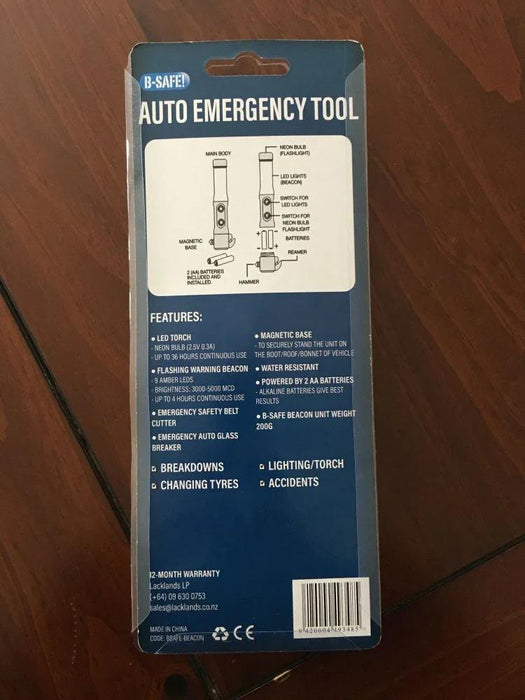 B-SAFE!
AUTO EMERGENCY TOOL
MAIN BODY
NEON BULB
(FLASHLIGHT)
LED LIGHTS
(BEACON)
SWITCH FOR
LED LIGHTS
SWITCH FOR
NEON BULB
FLASHLIGHT
MAGNETIC
BASE
BATTERIES
REAMER
2 (AA) BATTERIES
INCLUDED AND
INSTALLED.
HAMMER
FEATURES:
• LED TORCH
- NEON BULB (2.5V 0.3A)
- UP TO 36 HOURS CONTINUOUS USE
• FLASHING WARNING BEACON
- 9 AMBER LEDS
- BRIGHTNESS: 3000-5000 MCD
- UP TO 4 HOURS CONTINUOUS USE
• EMERGENCY SAFETY BELT
CUTTER
• EMERGENCY AUTO GLASS
BREAKER
• MAGNETIC BASE
- TO SECURELY STAND THE UNIT ON
THE BOOT/ROOF/BONNET OF VEHICLE
• WATER RESISTANT
• POWERED BY 2 AA BATTERIES
- ALKALINE BATTERIES GIVE BEST
RESULTS
• B-SAFE BEACON UNIT WEIGHT
200G
BREAKDOWNS
CHANGING TYRES
LIGHTING/TORCH
ACCIDENTS
12-MONTH WARRANTY
Lacklands LP
(+64) 09 630 0753
sales@lacklands.co.nz
MADE IN CHINA
CODE: BSAFE-BEACON
CE
9 420004 493485 >